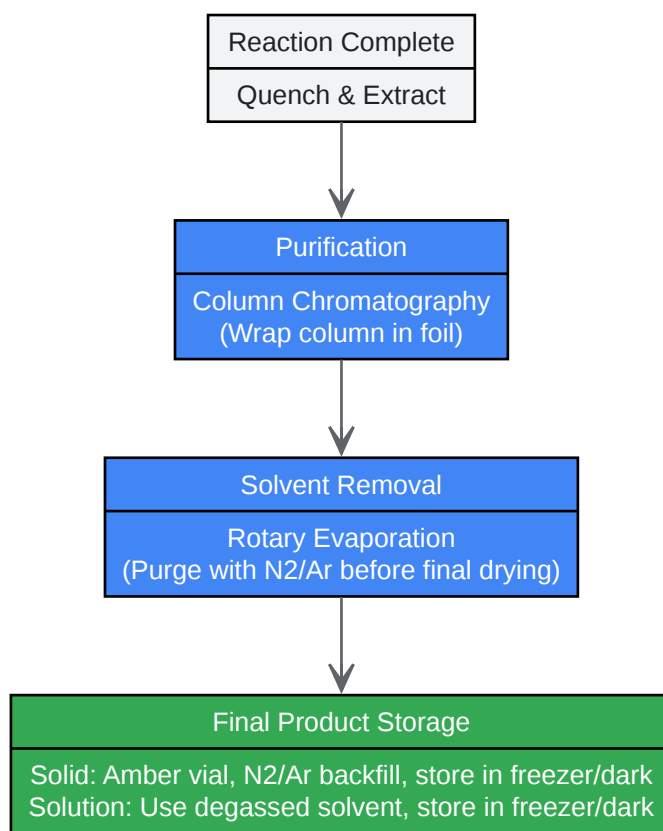 Reaction Complete
Quench & Extract
Purification
Column Chromatography
(Wrap column in foil)
Solvent Removal
Rotary Evaporation
(Purge with N2/Ar before final drying)
Final Product Storage
Solid: Amber vial, N2/Ar backfill, store in freezer/dark
Solution: Use degassed solvent, store in freezer/dark